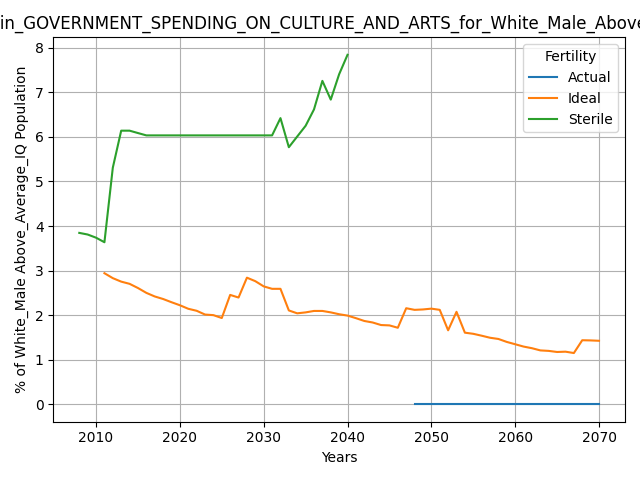 in_GOVERNMENT_SPENDING_ON_CULTURE_AND_ARTS_for_White_Male_Above
% of White_Male Above_Average_IQ Population
8
7
6
5
4
3
2
1
0
Fertility
Actual
Ideal
Sterile
2010 2020 2030 2040 2050 2060 2070
Years